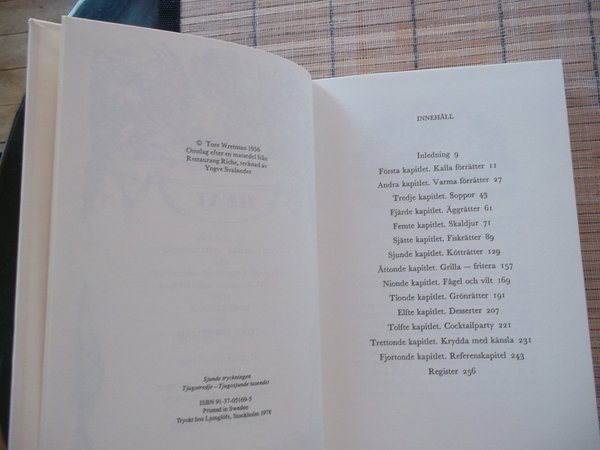 © Tore Wretman 1956
Omslag efter en matsedel från
Restaurang Riche, tecknad av
Yngve Svalander
Sjunde tryckningen
Tjugotredje – Tjugosjunde tusendet
ISBN 91-37-05169-5
Printed in Sweden
Tryckt hos Ljunglöfs, Stockholm 1978
INNEHÅLL
Inledning 9
Första kapitlet. Kalla förrätter 11
Andra kapitlet. Varma förrätter 27
Tredje kapitlet. Soppor 43
Fjärde kapitlet. Äggrätter 61
Femte kapitlet. Skaldjur 71
Sjätte kapitlet. Fiskrätter 89
Sjunde kapitlet. Kötträtter 129
Åttonde kapitlet. Grilla — fritera 157
Nionde kapitlet. Fågel och vilt 169
Tionde kapitlet. Grönrätter 191
Elfte kapitlet. Desserter 207
Tolfte kapitlet. Cocktailparty 221
Trettonde kapitlet. Krydda med känsla 231
Fjortonde kapitlet. Referenskapitel 243
Register 256